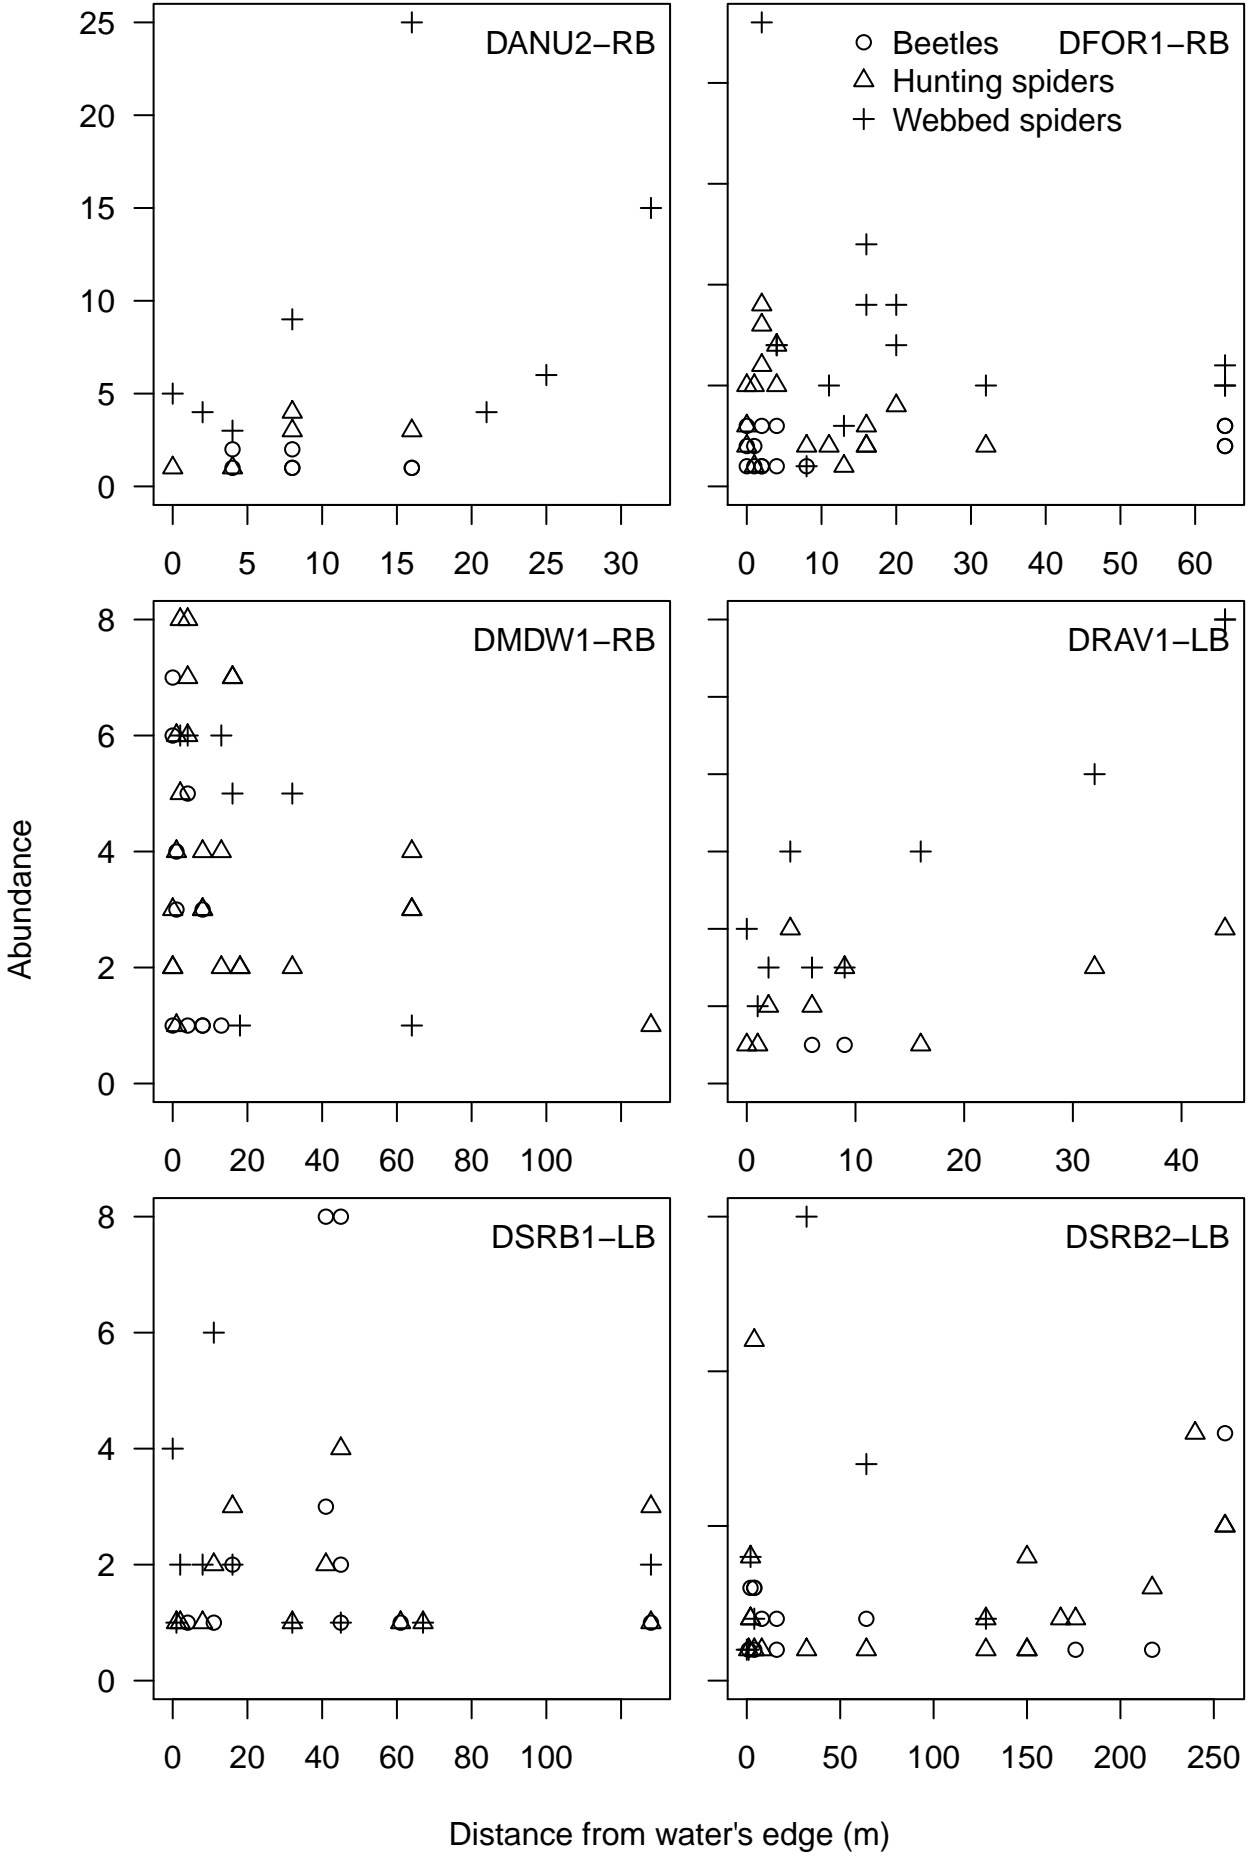 DANU2−RB
25
20
15
10
5
0
0 5 10 15 20 25 30
DFOR1−RB
Beetles
Hunting spiders
Webbed spiders
0 10 20 30 40 50 60
DMDW1−RB
8
6
4
2
0
0 20 40 60 80 100
DRAV1−LB
0 10 20 30 40
Abundance
DSRB1−LB
8
6
4
2
0
0 20 40 60 80 100
DSRB2−LB
0 50 100 150 200 250
Distance from water's edge (m)